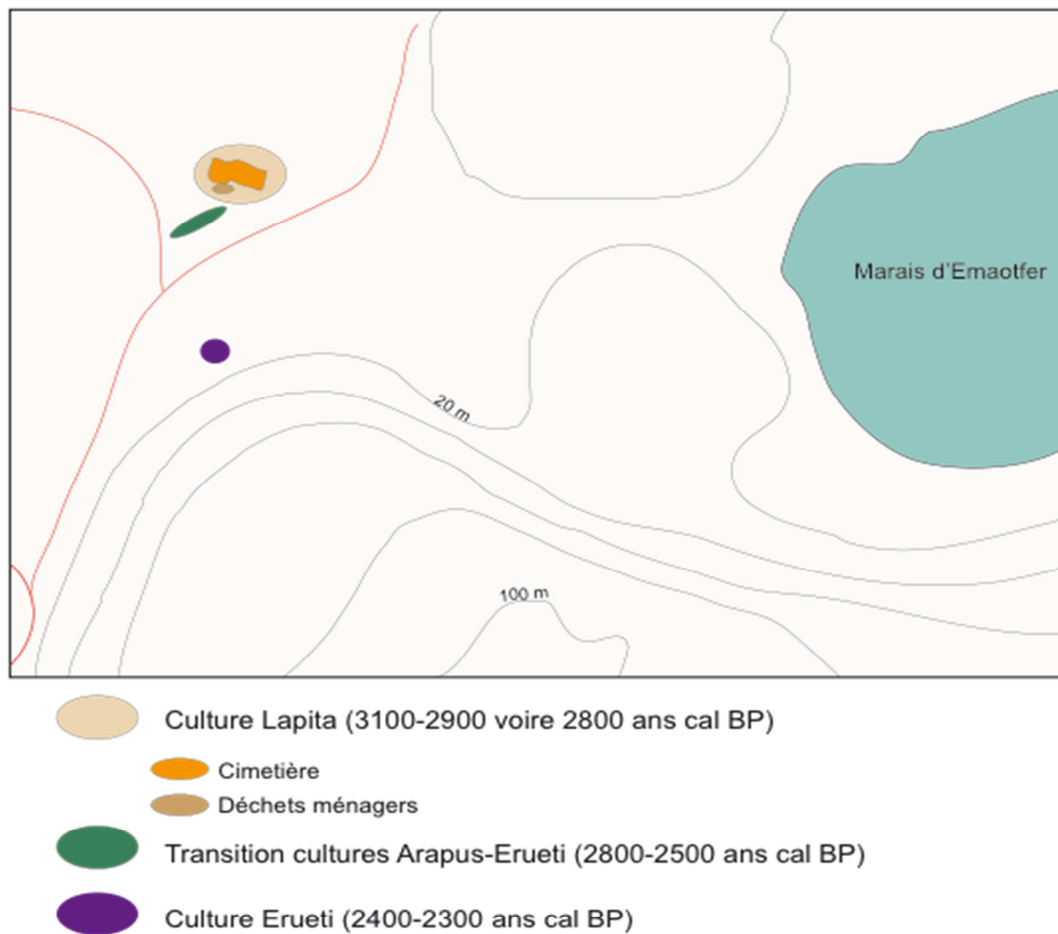 Marais d'Emaotfer
20 m
100 m
Culture Lapita (3100-2900 voire 2800 ans cal BP)
Cimetière
Déchets ménagers
Transition cultures Arapus-Erueti (2800-2500 ans cal BP)
Culture Erueti (2400-2300 ans cal BP)